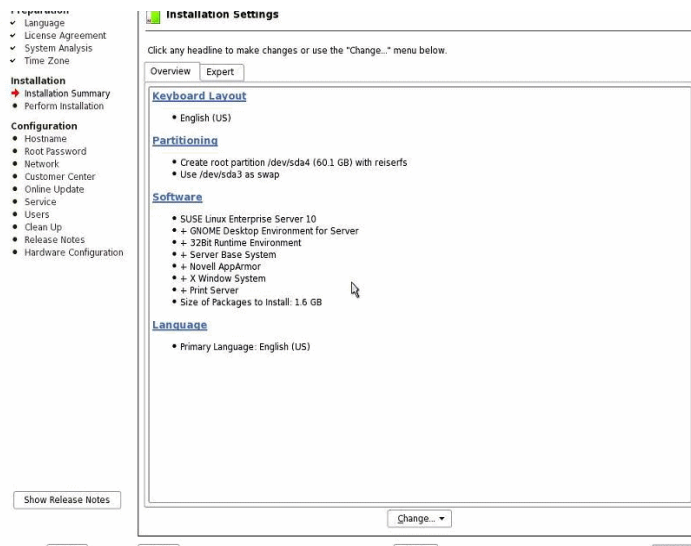 Preparation
Language
License Agreement
System Analysis
Time Zone
Installation
Installation Summary
Perform Installation
Configuration
Hostname
Root Password
Network
Customer Center
Online Update
Service
Users
Clean Up
Release Notes
Hardware Configuration
Show Release Notes
Installation Settings
Click any headline to make changes or use the "Change..." menu below.
Overview Expert
Keyboard Layout
English (US)
Partitioning
Create root partition /dev/sda4 (60.1 GB) with reiserfs
Use /dev/sda3 as swap
Software
SUSE Linux Enterprise Server 10
+ GNOME Desktop Environment for Server
+ 32Bit Runtime Environment
+ Server Base System
+ Novell AppArmor
+ X Window System
+ Print Server
Size of Packages to Install: 1.6 GB
Language
Primary Language: English (US)
Change...